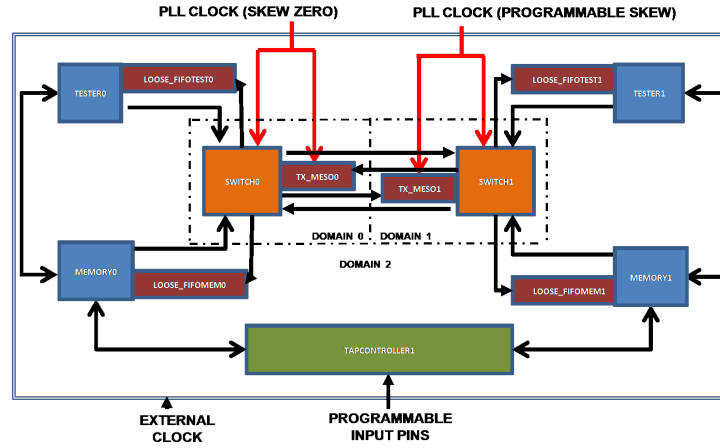 PLL CLOCK (SKEW ZERO)
PLL CLOCK (PROGRAMMABLE SKEW)
TESTER0
LOOSE_FIFOTEST0
LOOSE_FIFOTEST1
TESTER1
SWITCH0
TX_MESO0
TX_MESO1
SWITCH1
DOMAIN 0
DOMAIN 1
DOMAIN 2
MEMORY0
LOOSE_FIFOMEM0
LOOSE_FIFOMEM1
MEMORY1
TAPCONTROLLER1
EXTERNAL
CLOCK
PROGRAMMABLE
INPUT PINS